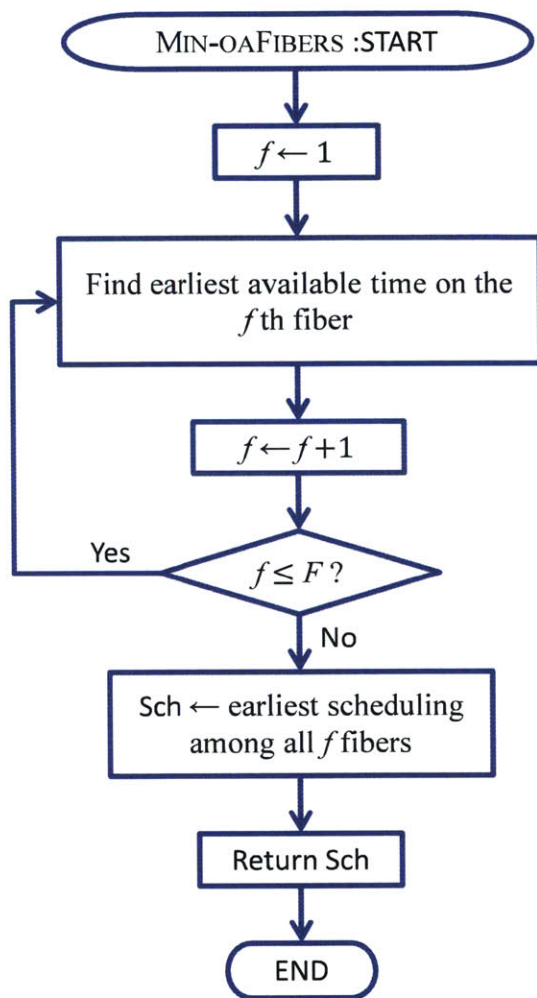 MIN-OAFIBERS :START
f ← 1
Find earliest available time on the
f th fiber
f ← f+1
Yes
f ≤ F ?
No
Sch ← earliest scheduling
among all f fibers
Return Sch
END